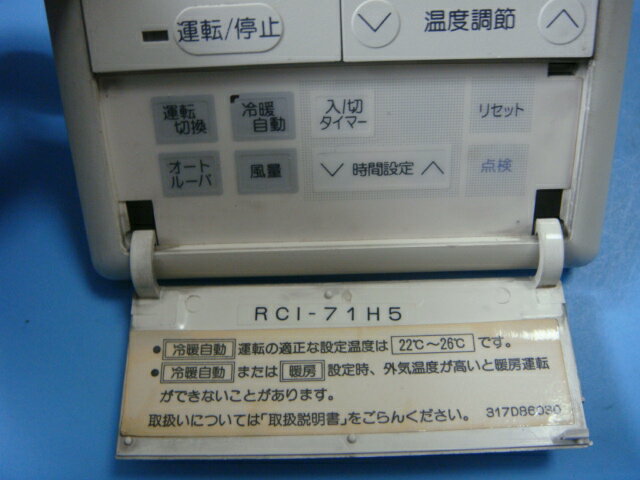 運転/停止
温度調節
運転
切換
冷暖
自動
入/切
タイマー
リセット
オート
ルーバ
風量
時間設定
点検
RCI-71H5
●冷暖自動 運転の適正な設定温度は 22℃~26℃ です。
●冷暖自動 または 暖房 設定時、外気温度が高いと暖房運転
ができないことがあります。
取扱いについては「取扱説明書」をごらんください。 317D86030